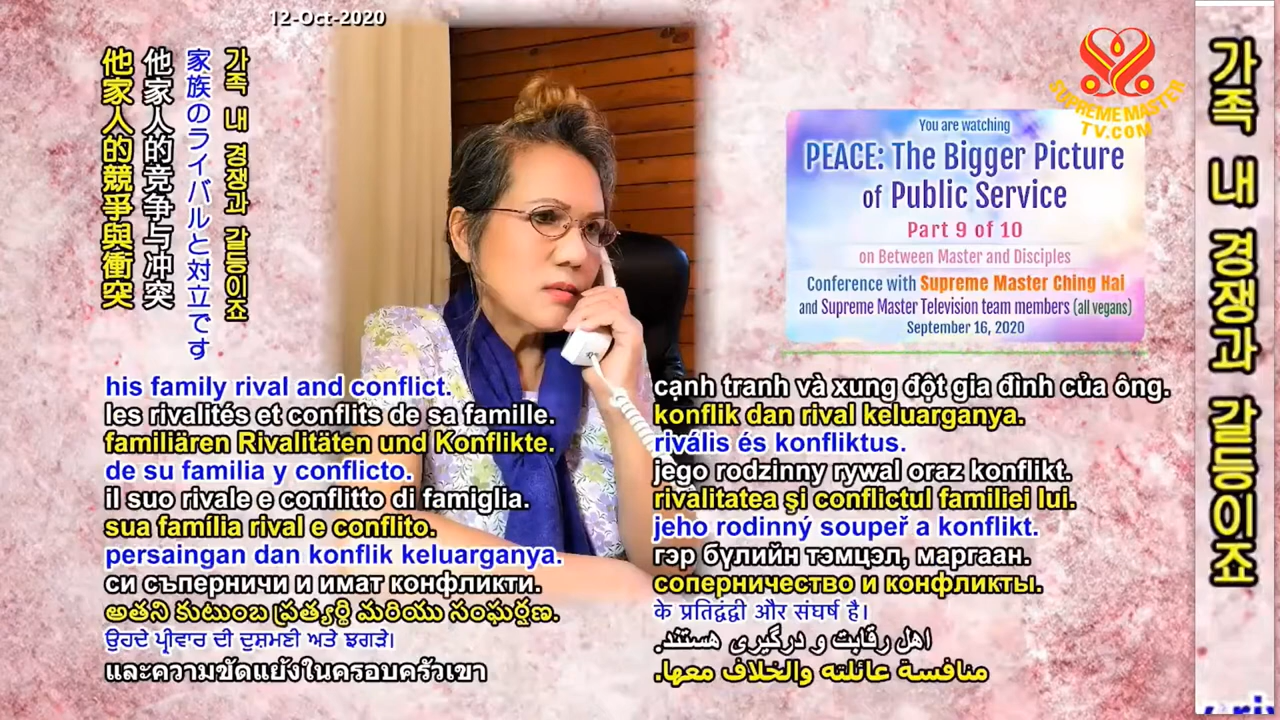 12-Oct-2020
가족 내 경쟁과 갈등이죠
家族のライバルと対立です
他家人的竞争与冲突
他家人的競爭與衝突
SUPREME MASTER
TV.COM
You are watching
PEACE: The Bigger Picture
of Public Service
Part 9 of 10
on Between Master and Disciples
Conference with Supreme Master Ching Hai
and Supreme Master Television team members (all vegans)
September 16, 2020
his family rival and conflict.
les rivalités et conflits de sa famille.
familiären Rivalitäten und Konflikte.
de su familia y conflicto.
il suo rivale e conflitto di famiglia.
sua família rival e conflito.
persaingan dan konflik keluarganya.
си съперничи и имат конфликти.
అతని కుటుంబ ప్రత్యర్థి మరియు సంఘర్షణ.
ਉਹਦੇ ਪ੍ਰੀਵਾਰ ਦੀ ਦੁਸ਼ਮਣੀ ਅਤੇ ਝਗੜੇ।
และความขัดแย้งในครอบครัวเขา
cạnh tranh và xung đột gia đình của ông.
konflik dan rival keluarganya.
rivális és konfliktus.
jego rodzinny rywal oraz konflikt.
rivalitatea şi conflictul familiei lui.
jeho rodinný soupeř a konflikt.
гэр бүлийн тэмцэл, маргаан.
соперничество и конфликты.
के प्रतिद्वंद्वी और संघर्ष है।
اهل رقابت و درگیری هستند.
منافسة عائلته والخلاف معها.
가족 내 경쟁과 갈등이죠